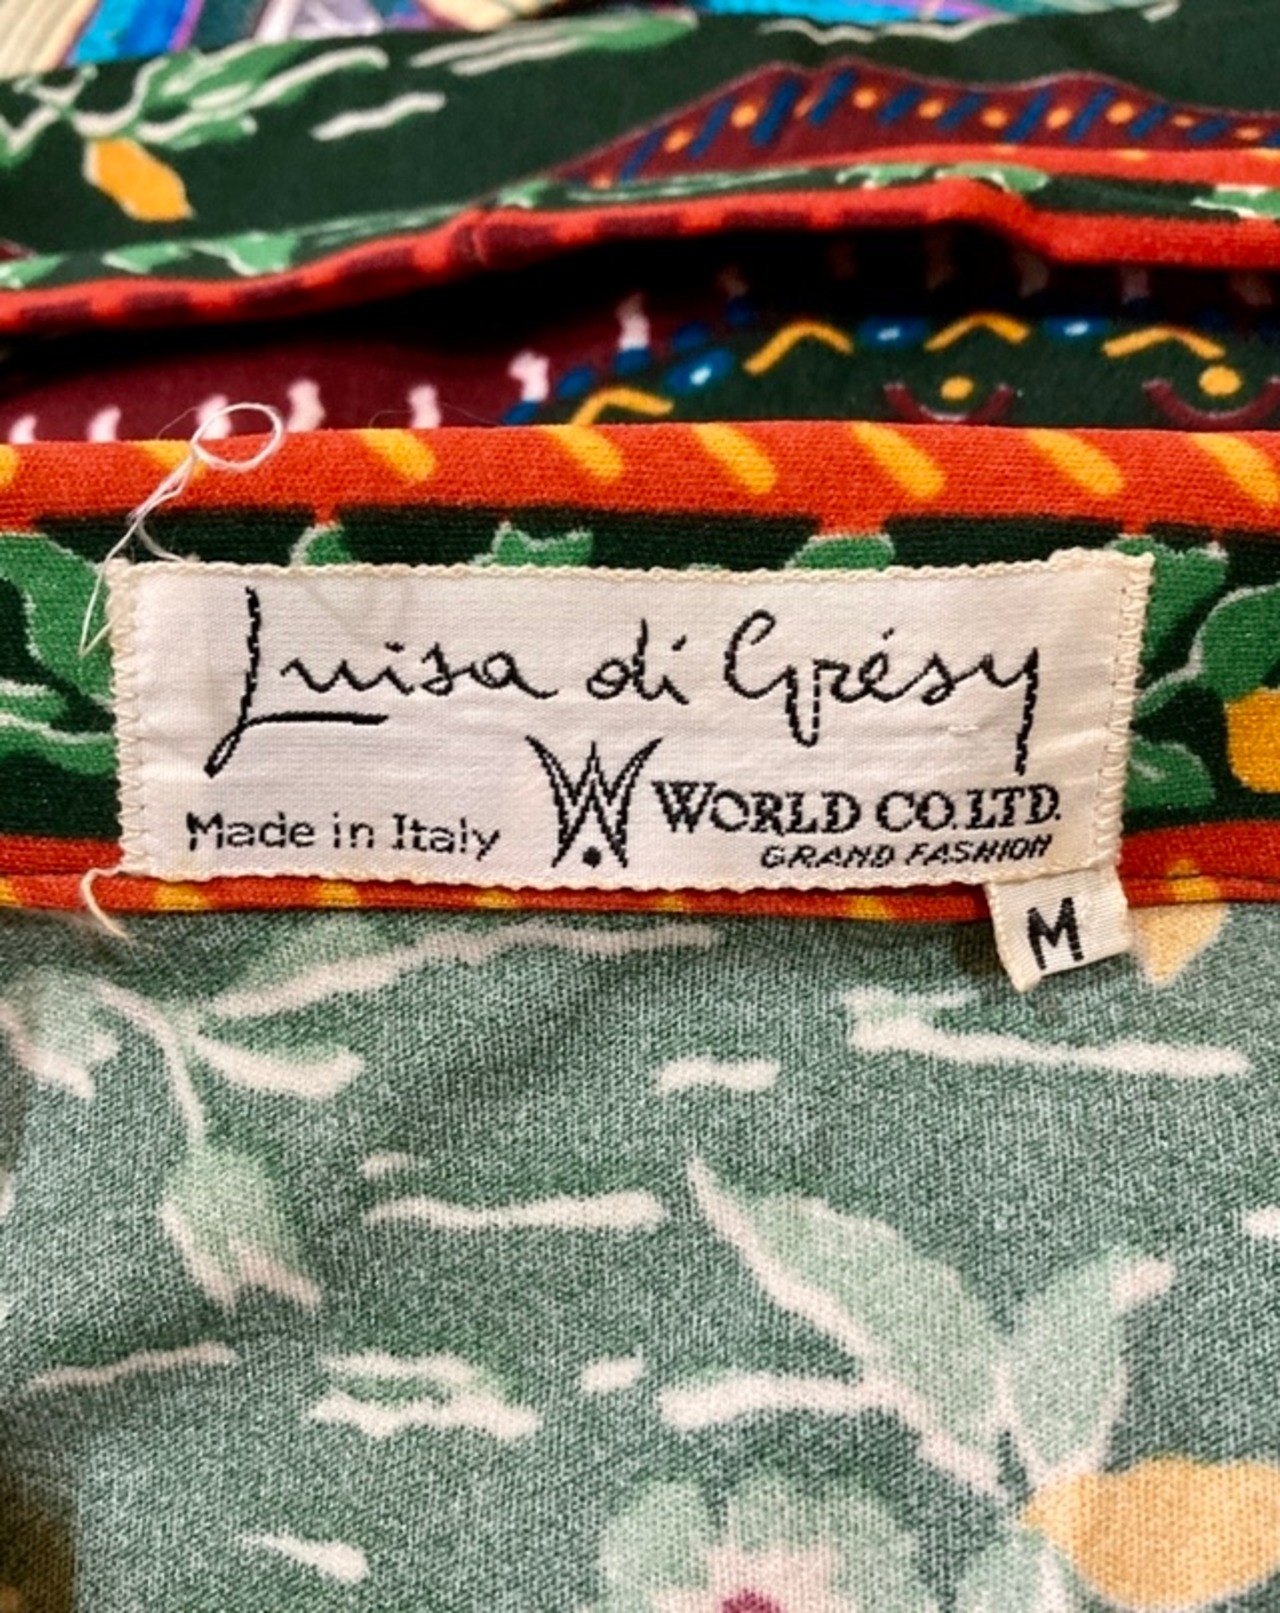 Luisa di Grésy
W WORLD CO.LTD.
Made in Italy
GRAND FASHION
M